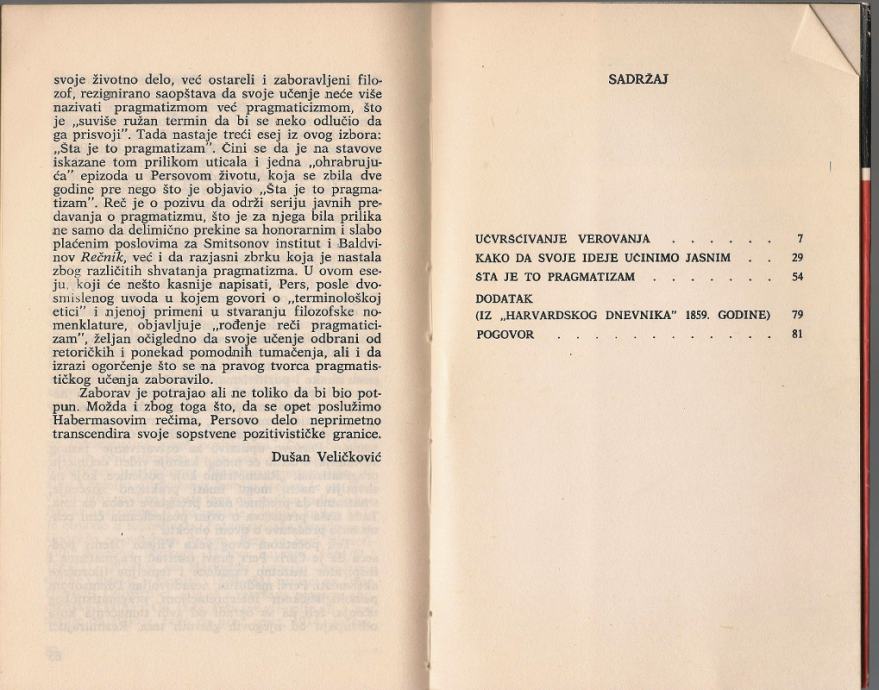 svoje životno delo, već ostareli i zaboravljeni filo-
zof, rezignirano saopštava da svoje učenje neće više
nazivati pragmatizmom već pragmaticizmom, što
je „suviše ružan termin da bi se neko odlučio da
ga prisvoji”. Tada nastaje treći esej iz ovog izbora:
„Šta je to pragmatizam”. Čini se da je na stavove
iskazane tom prilikom uticala i jedna „ohrabruju-
ća” epizoda u Persovom životu, koja se zbila dve
godine pre nego što je objavio „Šta je to pragma-
tizam”. Reč je o pozivu da održi seriju javnih pre-
davanja o pragmatizmu, što je za njega bila prilika
ne samo da delimično prekine sa honorarnim i slabo
plaćenim poslovima za Smitsonov institut i Baldvi-
nov Rečnik, već i da razjasni zbrku koja je nastala
zbog različitih shvatanja pragmatizma. U ovom ese-
ju, koji će nešto kasnije napisati, Pers, posle dvo-
smislenog uvoda u kojem govori o „terminološkoj
etici” i njenoj primeni u stvaranju filozofske no-
menklature, objavljuje „rođenje reči pragmatici-
zam”, željan očigledno da svoje učenje odbrani od
retoričkih i ponekad pomodnih tumačenja, ali i da
izrazi ogorčenje što se na pravog tvorca pragmatis-
tičkog učenja zaboravilo.
Zaborav je potrajao ali ne toliko da bi bio pot-
pun. Možda i zbog toga što, da se opet poslužimo
Habermasovim rečima, Persovo delo neprimetno
transcendira svoje sopstvene pozitivističke granice.
Dušan Veličković
SADRŽAJ
UČVRŠĆIVANJE VEROVANJA . . . . . . 7
KAKO DA SVOJE IDEJE UČINIMO JASNIM . . 29
ŠTA JE TO PRAGMATIZAM . . . . . . . 54
DODATAK
(IZ „HARVARDSKOG DNEVNIKA” 1859. GODINE) 79
POGOVOR . . . . . . . . . . . . 81